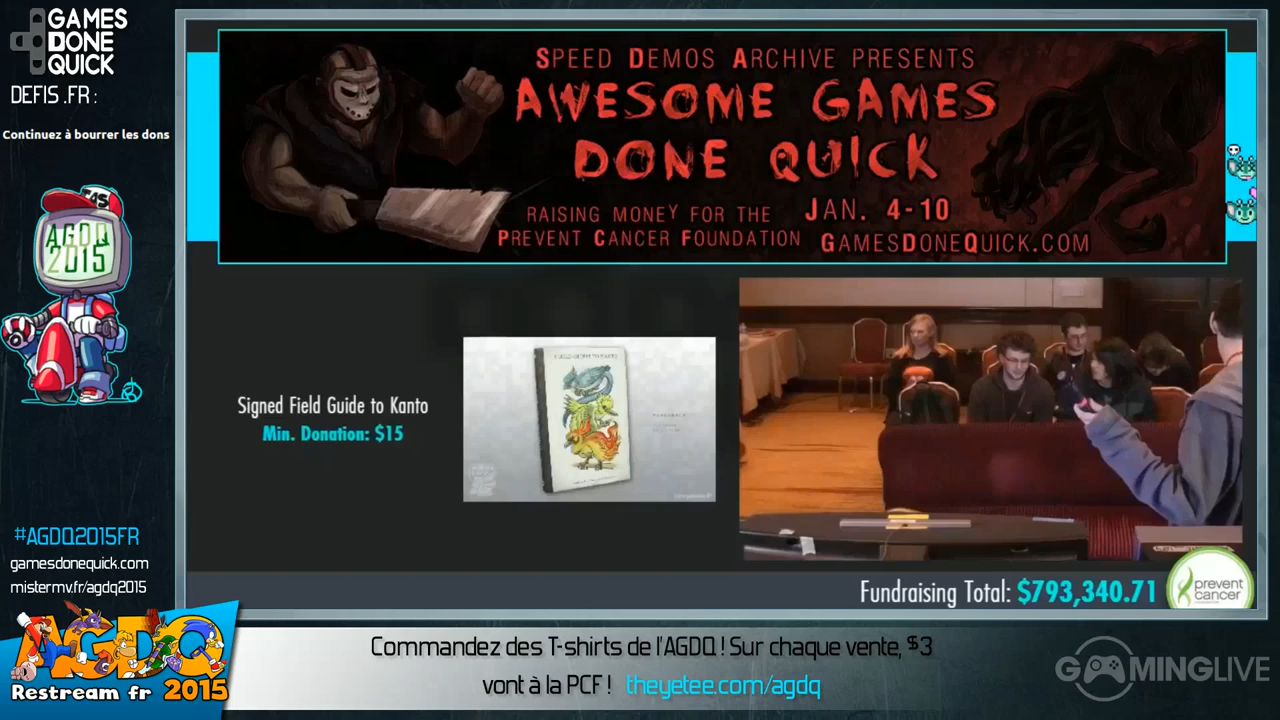 GAMES
DONE
QUICK
DEFIS .FR :
Continuez à bourrer les dons
AGDQ
2015
SPEED DEMOS ARCHIVE PRESENTS
AWESOME GAMES
DONE QUICK
RAISING MONEY FOR THE
PREVENT CANCER FOUNDATION
JAN. 4-10
GAMESDONEQUICK.COM
Signed Field Guide to Kanto
Min. Donation: $15
#AGDQ2015FR
gamesdonequick.com
mistermv.fr/agdq2015
AGDQ
Restream fr 2015
Fundraising Total: $793,340.71
prevent
cancer
Commandez des T-shirts de l'AGDQ ! Sur chaque vente, $3
vont à la PCF ! theyetee.com/agdq
GAMINGLIVE